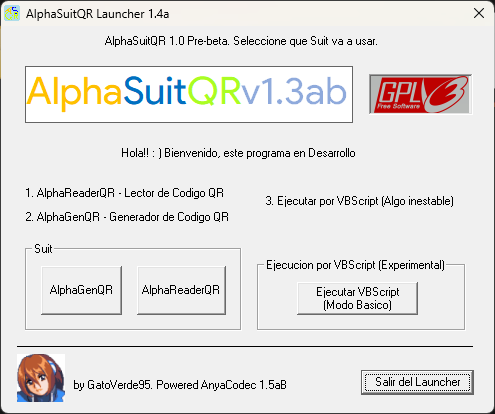 AlphaSuitQR Launcher 1.4a
AlphaSuitQR 1.0 Pre-beta. Seleccione que Suit va a usar.
AlphaSuitQRv1.3ab
GPLv3
Free Software
Hola!! : ) Bienvenido, este programa en Desarrollo
1. AlphaReaderQR - Lector de Codigo QR
2. AlphaGenQR - Generador de Codigo QR
3. Ejecutar por VBScript (Algo inestable)
Suit
AlphaGenQR
AlphaReaderQR
Ejecucion por VBScript (Experimental)
Ejecutar VBScript
(Modo Basico)
by GatoVerde95. Powered AnyaCodec 1.5aB
Salir del Launcher